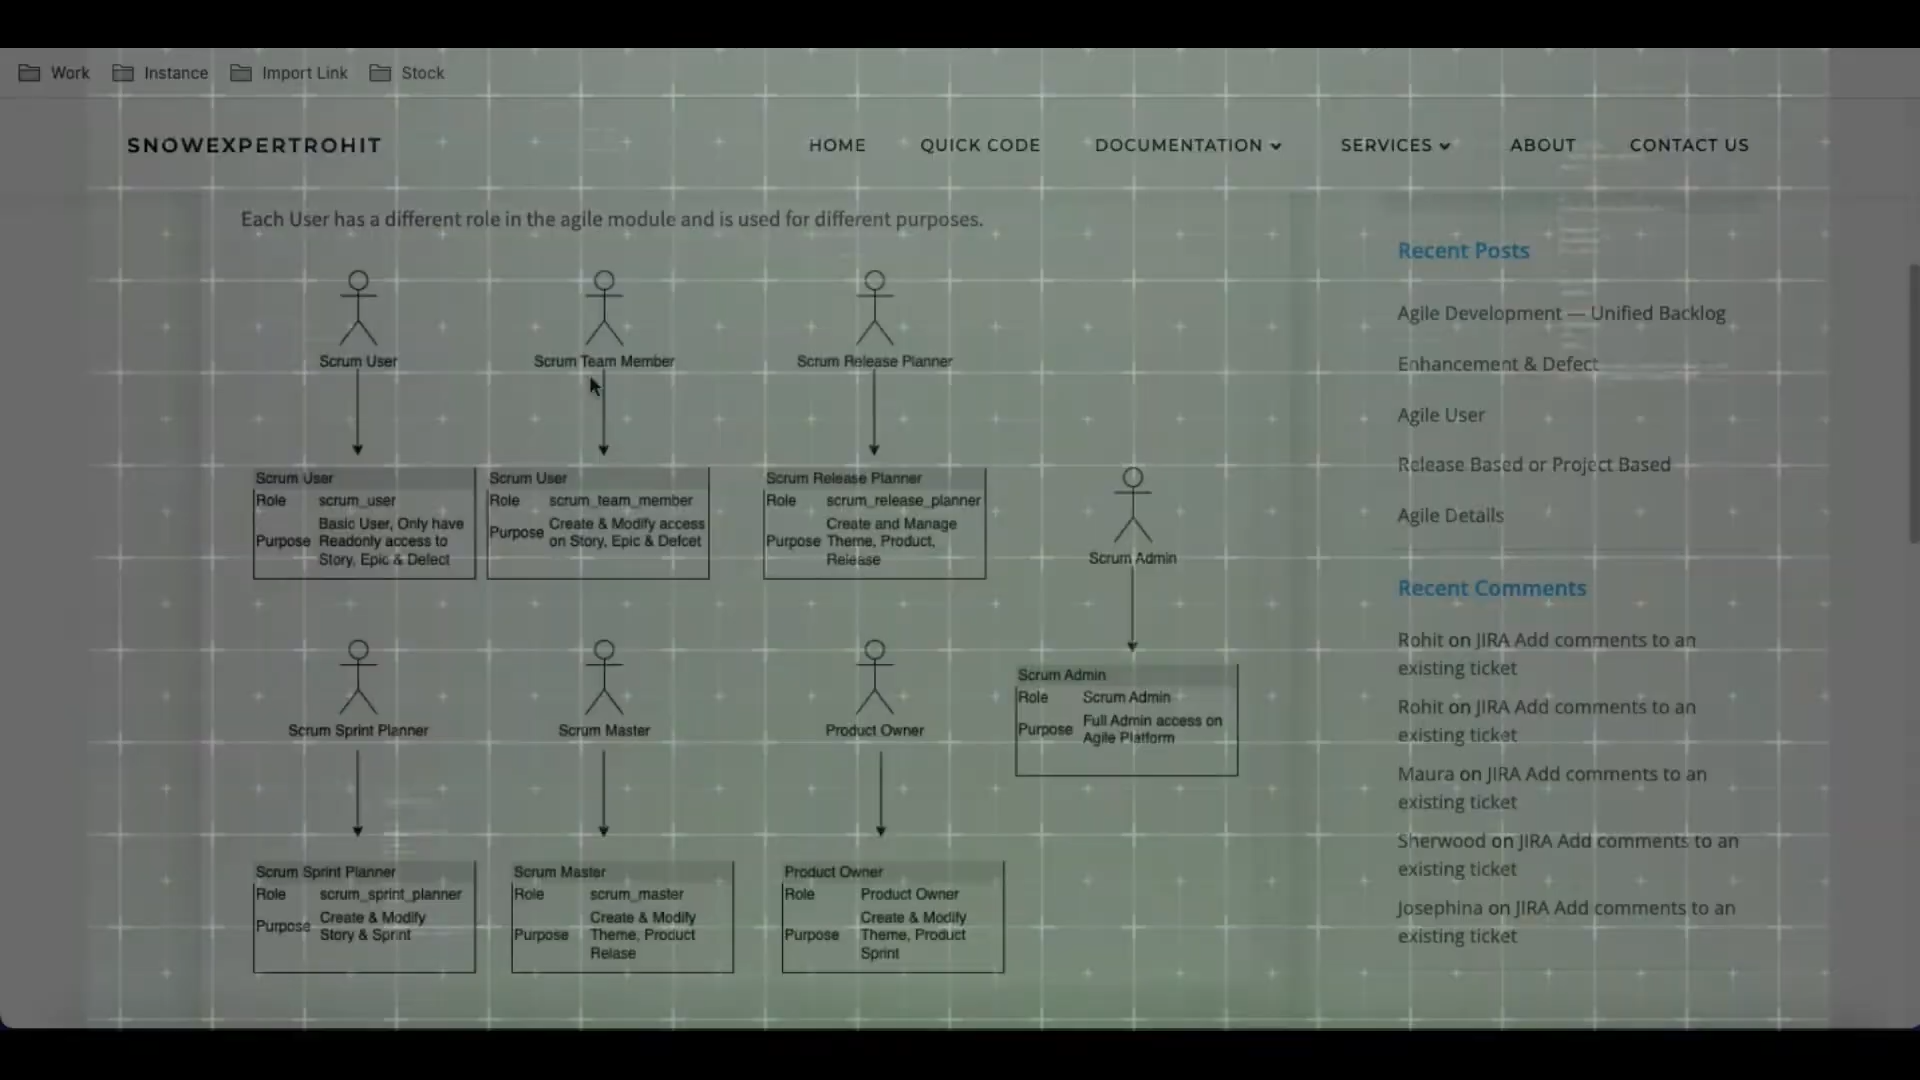 Work Instance Import Link Stock
SNOWEXPERTROHIT HOME QUICK CODE DOCUMENTATION SERVICES ABOUT CONTACT US
Each User has a different role in the agile module and is used for different purposes.
Scrum User
Scrum Team Member
Scrum Release Planner
Scrum User
Role scrum_user
Purpose Basic User, Only have
Readonly access to
Story, Epic & Defect
Scrum User
Role scrum_team_member
Purpose Create & Modify access
on Story, Epic & Defcet
Scrum Release Planner
Role scrum_release_planner
Purpose Create and Manage
Theme, Product,
Release
Scrum Admin
Scrum Admin
Role Scrum Admin
Purpose Full Admin access on
Agile Platform
Scrum Sprint Planner
Scrum Master
Product Owner
Scrum Sprint Planner
Role scrum_sprint_planner
Purpose Create & Modify
Story & Sprint
Scrum Master
Role scrum_master
Purpose Create & Modify
Theme, Product
Relase
Product Owner
Role Product Owner
Purpose Create & Modify
Theme, Product
Sprint
Recent Posts
Agile Development — Unified Backlog
Enhancement & Defect
Agile User
Release Based or Project Based
Agile Details
Recent Comments
Rohit on JIRA Add comments to an
existing ticket
Rohit on JIRA Add comments to an
existing ticket
Maura on JIRA Add comments to an
existing ticket
Sherwood on JIRA Add comments to an
existing ticket
Josephina on JIRA Add comments to an
existing ticket